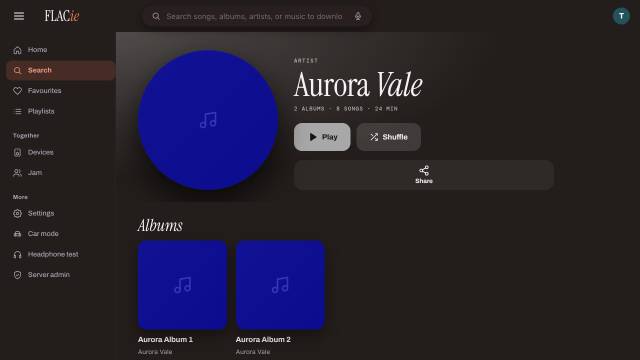 FLACie
Search songs, albums, artists, or music to downlo
T
Home
Search
Favourites
Playlists
Together
Devices
Jam
More
Settings
Car mode
Headphone test
Server admin
ARTIST
Aurora Vale
2 ALBUMS · 8 SONGS · 24 MIN
Play
Shuffle
Share
Albums
Aurora Album 1
Aurora Vale
Aurora Album 2
Aurora Vale